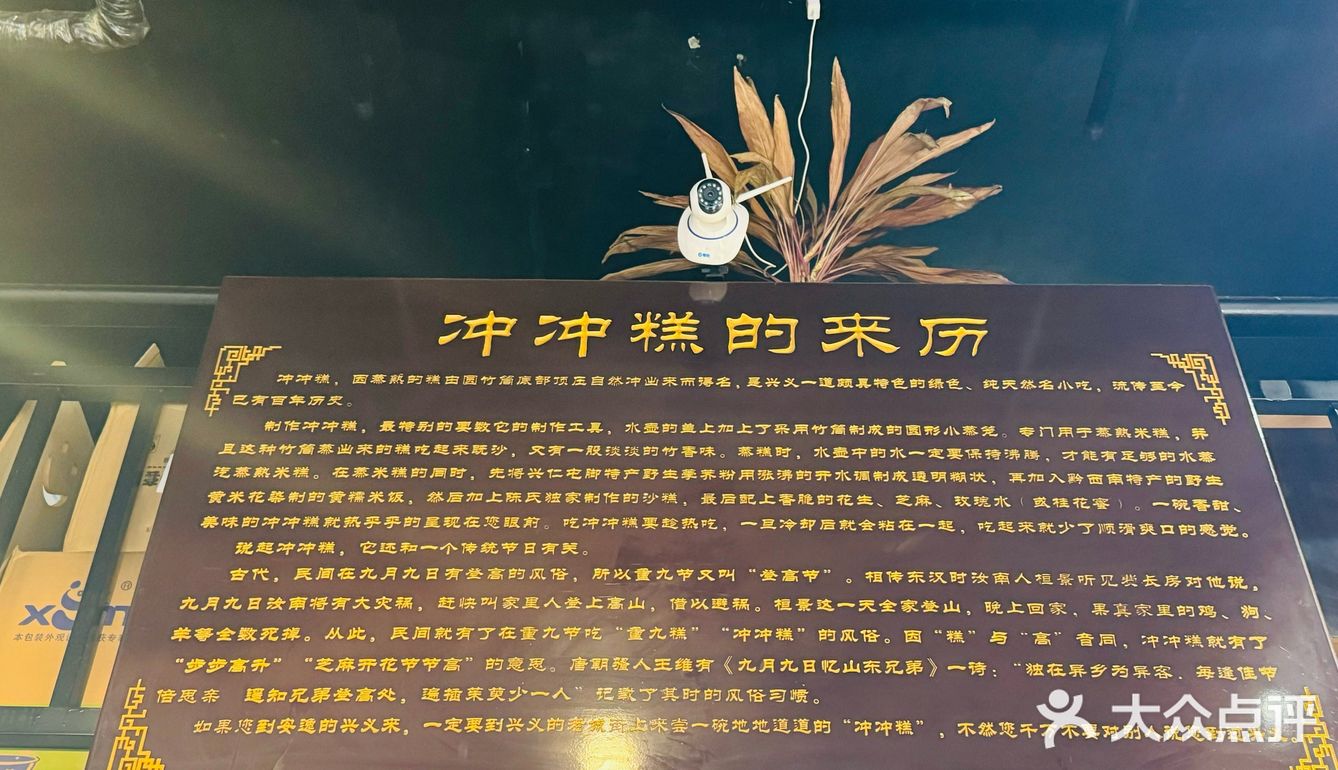 冲冲糕的来历
冲冲糕，因蒸熟的糕由圆竹筒底部顶压自然冲出来而得名，是兴义一道颇具特色的绿色、纯天然名小吃，流传至今
已有百年历史。
制作冲冲糕，最特别的要数它的制作工具，水壶的盖上加上了采用竹筒制成的圆形小蒸笼。专门用于蒸熟米糕，并
且这种竹筒蒸出来的糕吃起来既沙，又有一股淡淡的竹香味。蒸糕时，水壶中的水一定要保持沸腾，才能有足够的水蒸
汽蒸熟米糕。在蒸米糕的同时，先将兴仁屯脚特产野生荸荠粉用滚沸的开水调制成透明糊状，再加入黔西南特产的野生
黄米花染制的黄糯米饭，然后加上陈氏独家制作的沙糕，最后配上香脆的花生、芝麻、玫瑰水（或桂花蜜）。一碗香甜、
美味的冲冲糕就热乎乎的呈现在您眼前。吃冲冲糕要趁热吃，一旦冷却后就会粘在一起，吃起来就少了顺滑爽口的感觉。
说起冲冲糕，它还和一个传统节日有关。
古代，民间在九月九日有登高的风俗，所以重九节又叫“登高节”。相传东汉时汝南人桓景听见费长房对他说，
九月九日汝南将有大灾祸，赶快叫家里人登上高山，借以避祸。桓景这一天全家登山，晚上回家，果真家里的鸡、狗、
羊等全数死掉。从此，民间就有了在重九节吃“重九糕”“冲冲糕”的风俗。因“糕”与“高”音同，冲冲糕就有了
“步步高升”“芝麻开花节节高”的意思。唐朝强人王维有《九月九日忆山东兄弟》一诗：“独在异乡为异客，每逢佳节
倍思亲 遥知兄弟登高处，遍插茱萸少一人”记载了其时的风俗习惯。
如果您到安逸的兴义来，一定要到兴义的老城街上来尝一碗地地道道的“冲冲糕”，不然您千万不要对别人说您到
大众点评
本包装外观设计